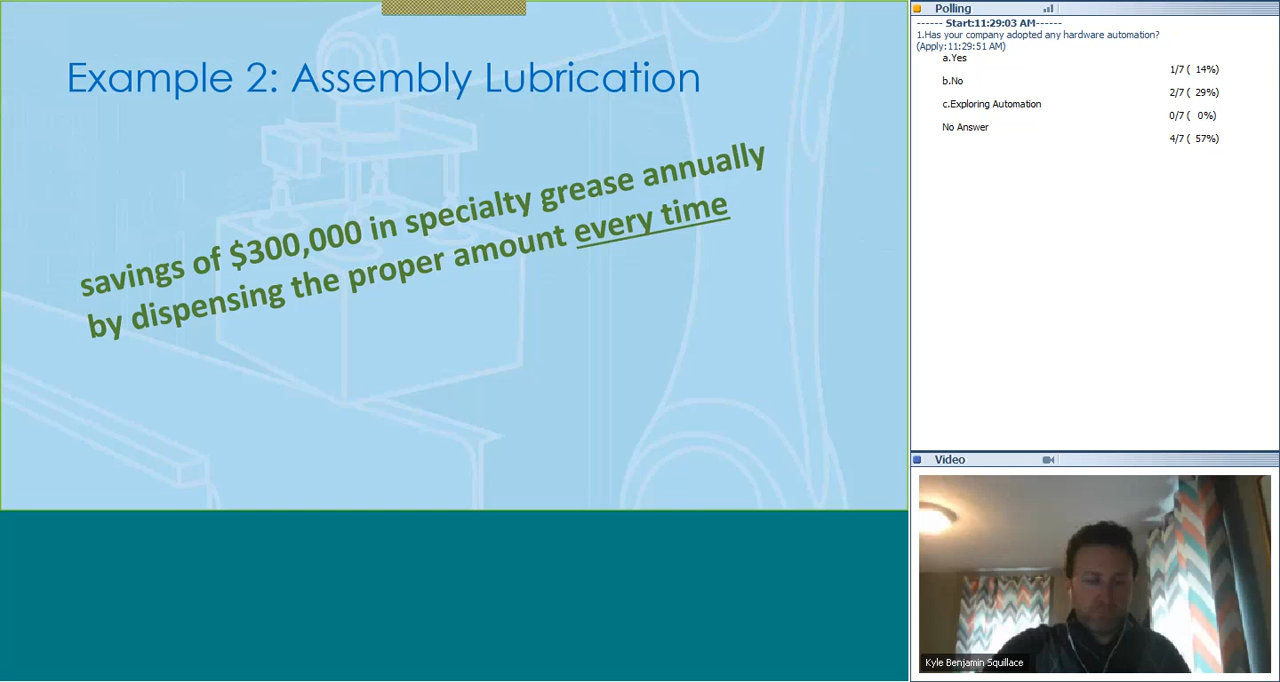 Example 2: Assembly Lubrication
savings of $300,000 in specialty grease annually
by dispensing the proper amount every time
Polling
------ Start:11:29:03 AM------
1.Has your company adopted any hardware automation?
(Apply:11:29:51 AM)
a.Yes
1/7 ( 14%)
b.No
2/7 ( 29%)
c.Exploring Automation
0/7 ( 0%)
No Answer
4/7 ( 57%)
Video
Kyle Benjamin Squillace